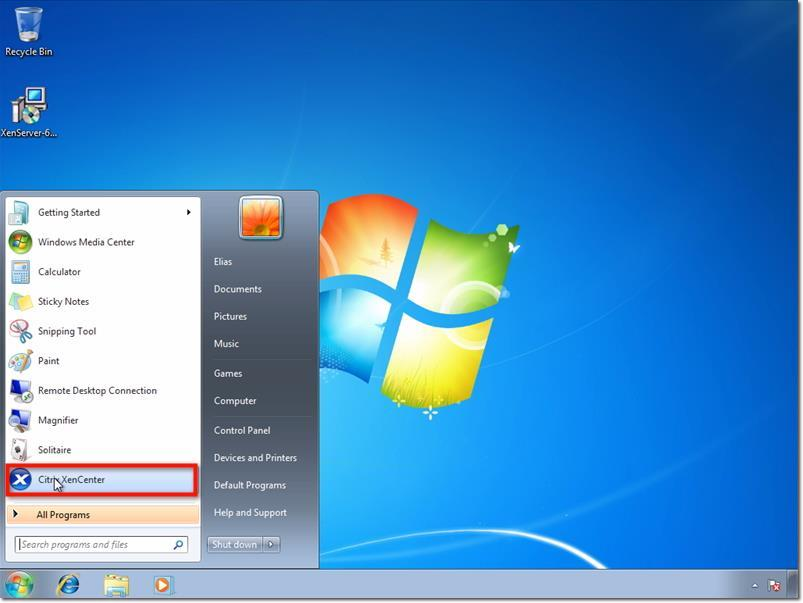 Recycle Bin
XenServer-6...
Getting Started
Windows Media Center
Calculator
Sticky Notes
Snipping Tool
Paint
Remote Desktop Connection
Magnifier
Solitaire
Citrix XenCenter
All Programs
Search programs and files
Elias
Documents
Pictures
Music
Games
Computer
Control Panel
Devices and Printers
Default Programs
Help and Support
Shut down